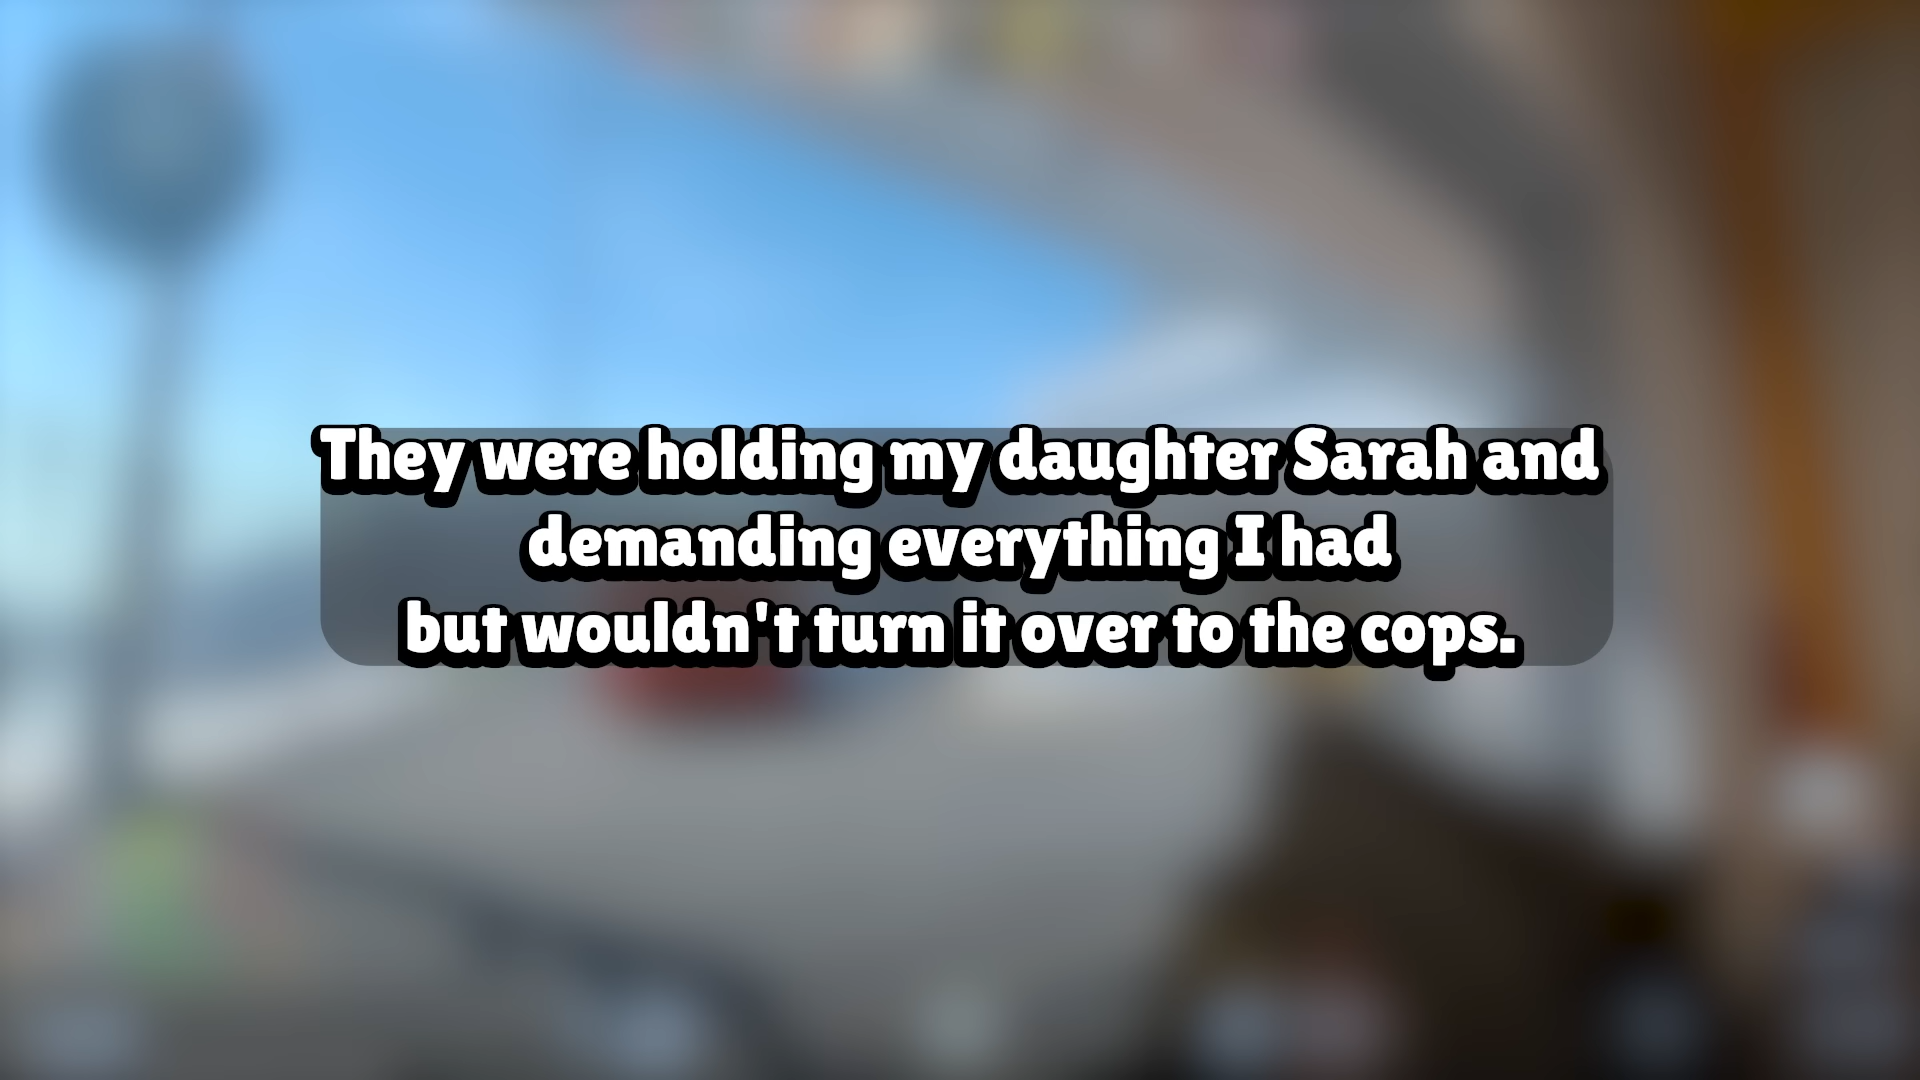 They were holding my daughter Sarah and
demanding everything I had
but wouldn't turn it over to the cops.